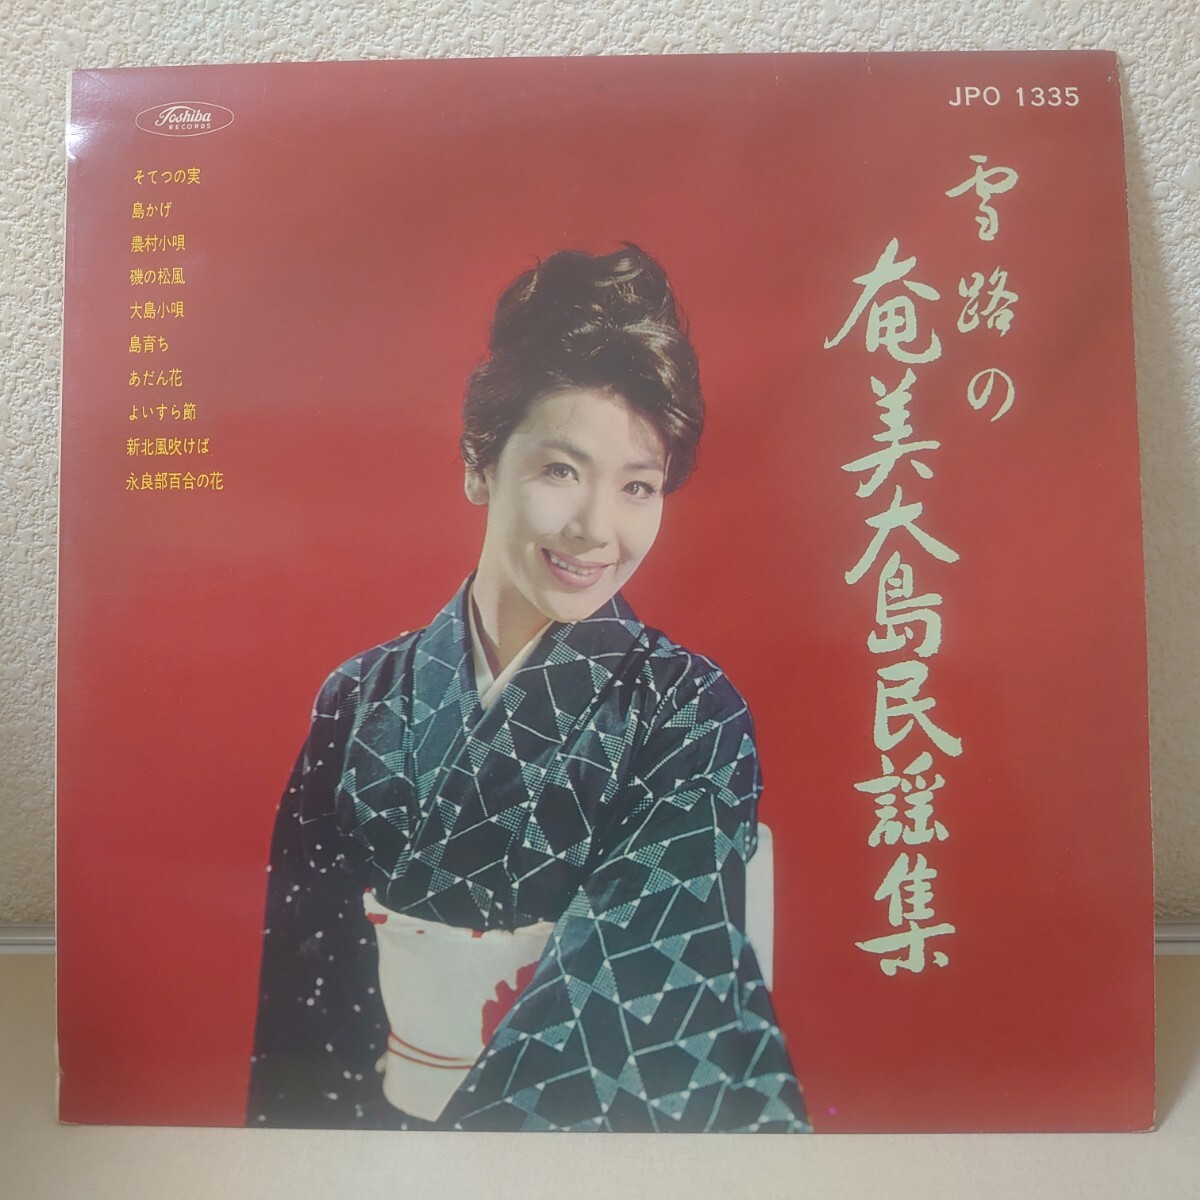 Toshiba
RECORDS
JPO 1335
雪路の
奄美大島民謡集
そてつの実
島かげ
農村小唄
磯の松風
大島小唄
島育ち
あだん花
よいすら節
新北風吹けば
永良部百合の花